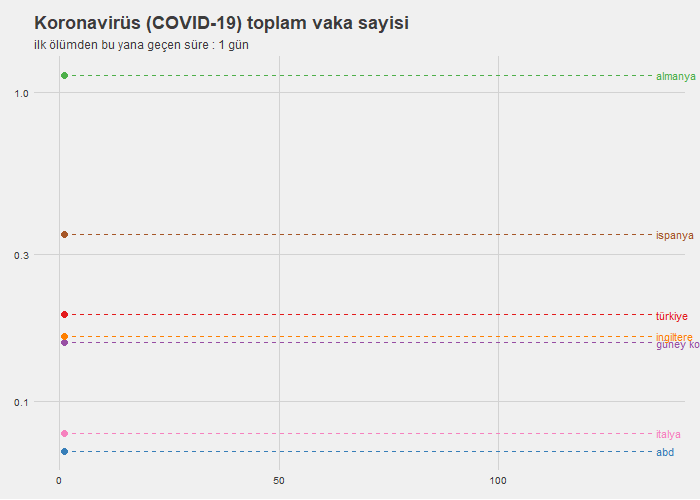 Koronavirüs (COVID-19) toplam vaka sayisi
ilk ölümden bu yana geçen süre : 1 gün
almanya
1.0
ispanya
0.3
türkiye
ingiltere
güney ko
0.1
italya
abd
0
50
100